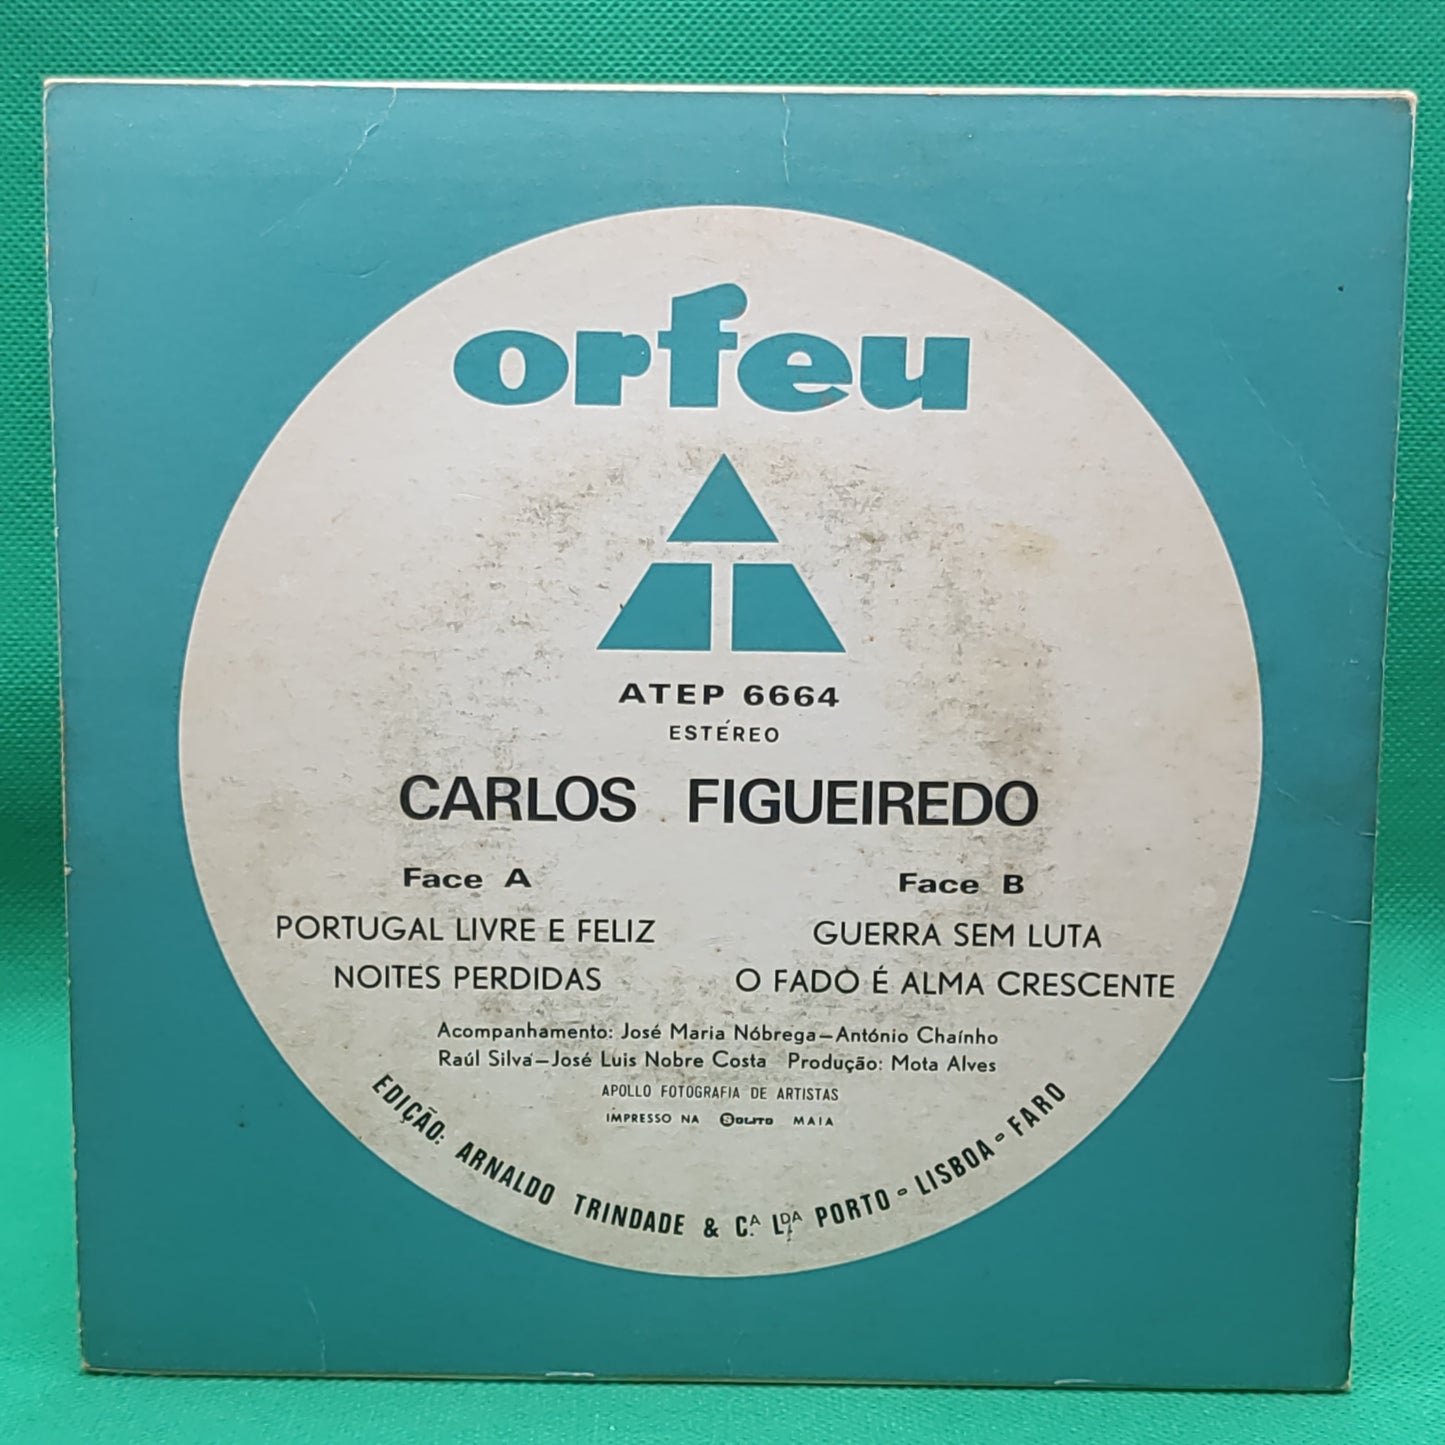 orfeu
ATEP 6664
ESTÉREO
CARLOS FIGUEIREDO
Face A
PORTUGAL LIVRE E FELIZ
NOITES PERDIDAS
Face B
GUERRA SEM LUTA
O FADO É ALMA CRESCENTE
Acompanhamento: José Maria Nóbrega—António Chaínho
Raúl Silva—José Luis Nobre Costa Produção: Mota Alves
APOLLO FOTOGRAFIA DE ARTISTAS
IMPRESSO NA SOLITO MAIA
EDIÇÃO: ARNALDO TRINDADE & Cᴬ. Lᴰᴬ PORTO - LISBOA - FARO